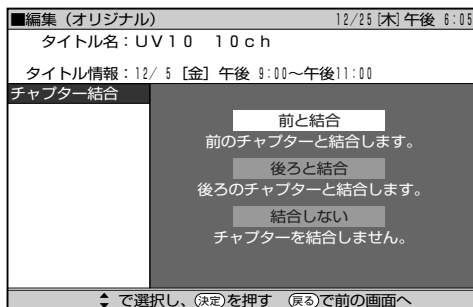 ■編集（オリジナル） 12/25[木]午後 6:05
タイトル名：UV10 10ch
タイトル情報：12/ 5 [金] 午後 9:00～午後11:00
チャプター結合
前と結合
前のチャプターと結合します。
後ろと結合
後ろのチャプターと結合します。
結合しない
チャプターを結合しません。
で選択し、決定を押す 戻るで前の画面へ